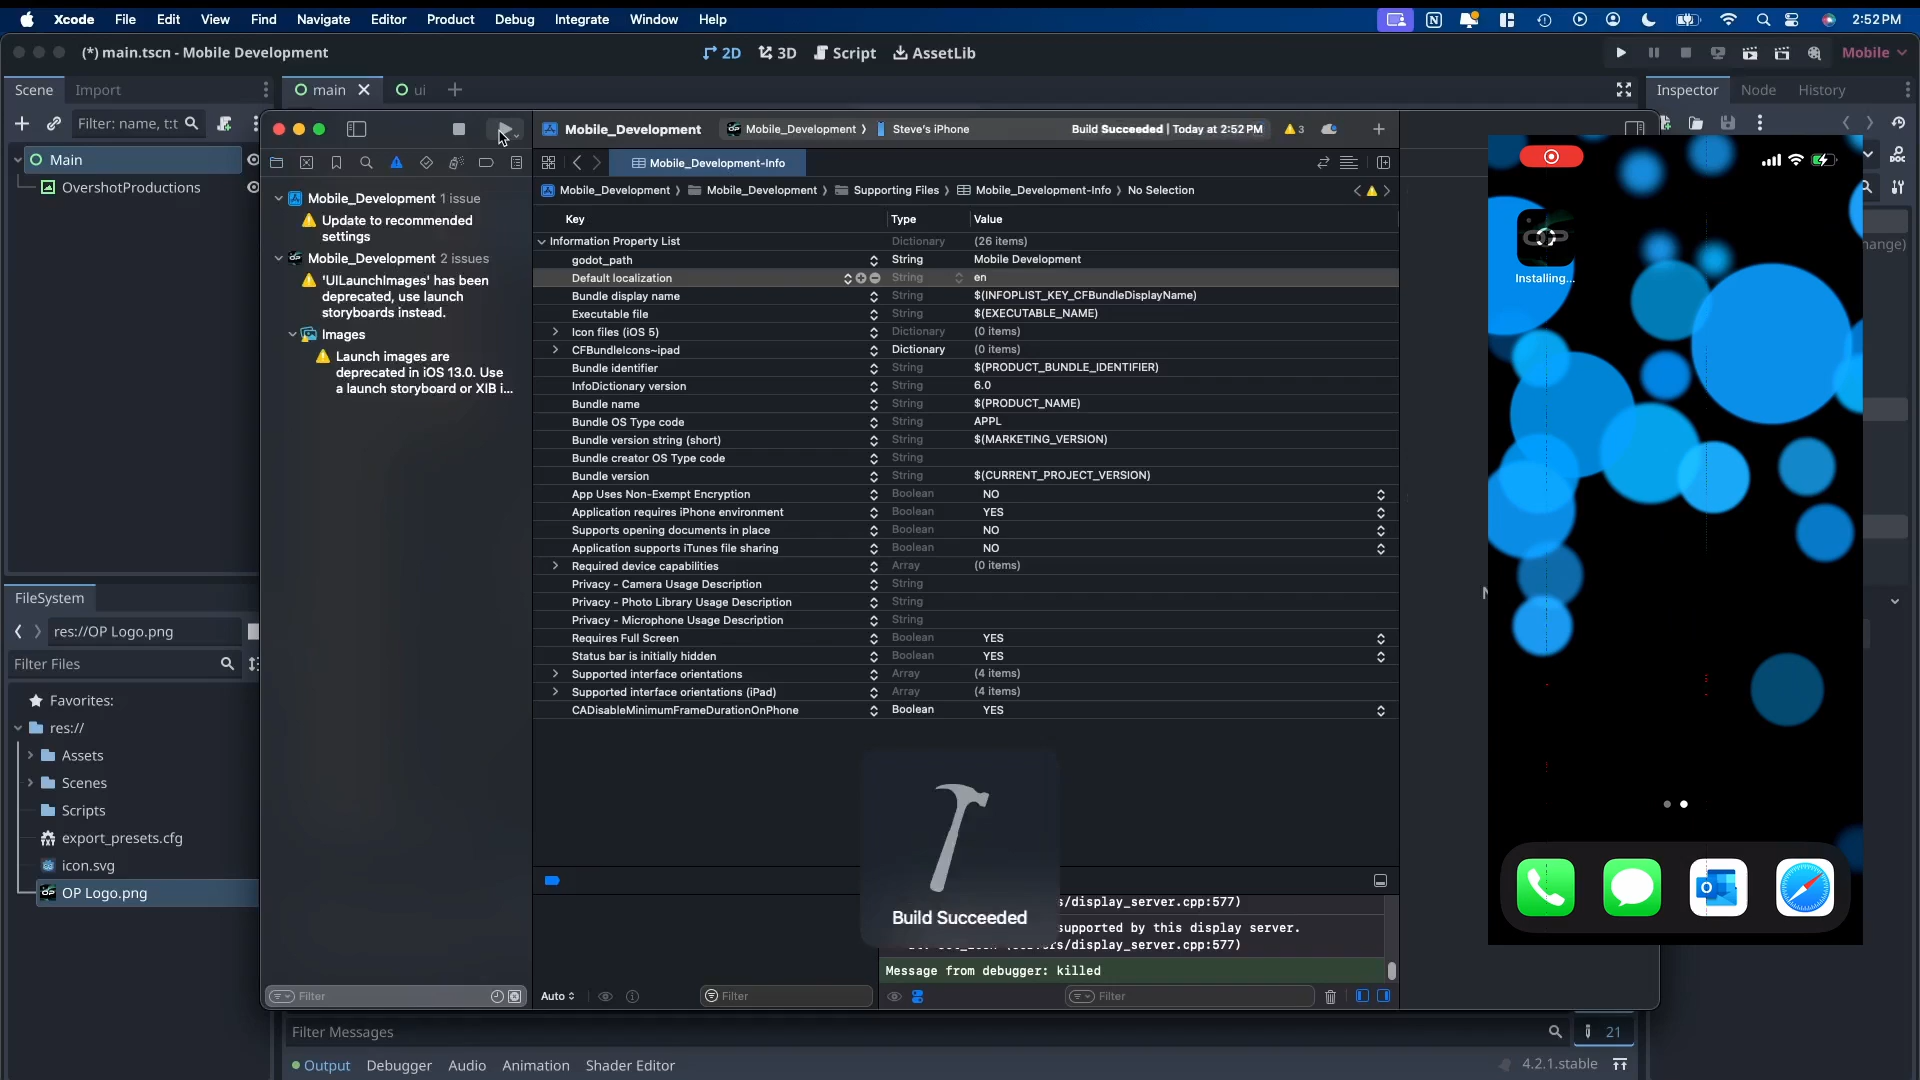 Xcode File Edit View Find Navigate Editor Product Debug Integrate Window Help 2:52 PM
(*) main.tscn - Mobile Development 2D 3D Script AssetLib Mobile
Scene Import main ui Inspector Node History
Filter: name, t:t
Main
OvershotProductions
Mobile_Development Mobile_Development Steve's iPhone Build Succeeded | Today at 2:52 PM 3
Mobile_Development-Info
Mobile_Development Mobile_Development Supporting Files Mobile_Development-Info No Selection
Mobile_Development 1 issue
Update to recommended
settings
Mobile_Development 2 issues
'UILaunchImages' has been
deprecated, use launch
storyboards instead.
Images
Launch images are
deprecated in iOS 13.0. Use
a launch storyboard or XIB i...
Filter
Key Type Value
Information Property List Dictionary (26 items)
godot_path String Mobile Development
Default localization String en
Bundle display name String $(INFOPLIST_KEY_CFBundleDisplayName)
Executable file String $(EXECUTABLE_NAME)
Icon files (iOS 5) Dictionary (0 items)
CFBundleIcons~ipad Dictionary (0 items)
Bundle identifier String $(PRODUCT_BUNDLE_IDENTIFIER)
InfoDictionary version String 6.0
Bundle name String $(PRODUCT_NAME)
Bundle OS Type code String APPL
Bundle version string (short) String $(MARKETING_VERSION)
Bundle creator OS Type code String
Bundle version String $(CURRENT_PROJECT_VERSION)
App Uses Non-Exempt Encryption Boolean NO
Application requires iPhone environment Boolean YES
Supports opening documents in place Boolean NO
Application supports iTunes file sharing Boolean NO
Required device capabilities Array (0 items)
Privacy - Camera Usage Description String
Privacy - Photo Library Usage Description String
Privacy - Microphone Usage Description String
Requires Full Screen Boolean YES
Status bar is initially hidden Boolean YES
Supported interface orientations Array (4 items)
Supported interface orientations (iPad) Array (4 items)
CADisableMinimumFrameDurationOnPhone Boolean YES
Build Succeeded
s/display_server.cpp:577)
supported by this display server.
s/display_server.cpp:577)
Message from debugger: killed
Auto Filter Filter
Installing...
hange)
FileSystem
res://OP Logo.png
Filter Files
Favorites:
res://
Assets
Scenes
Scripts
export_presets.cfg
icon.svg
OP Logo.png
Filter Messages 21
Output Debugger Audio Animation Shader Editor 4.2.1.stable